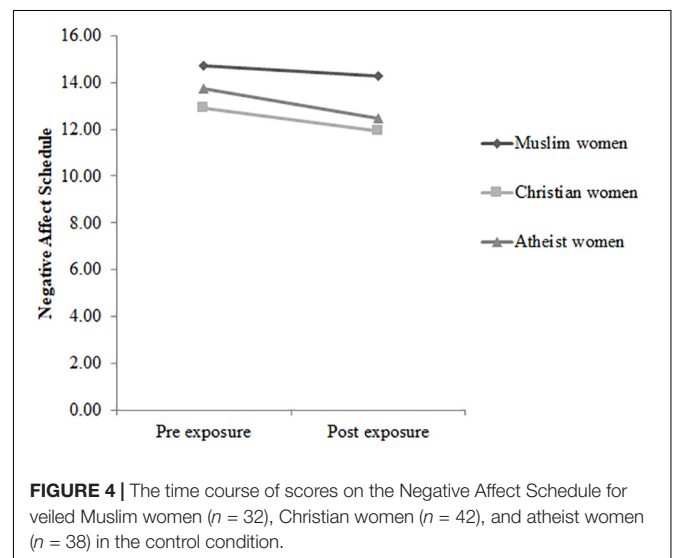 16.00
14.00
12.00
10.00
8.00
6.00
4.00
2.00
0.00
Negative Affect Schedule
Pre exposure
Post exposure
Muslim women
Christian women
Atheist women
FIGURE 4 | The time course of scores on the Negative Affect Schedule for
veiled Muslim women (n = 32), Christian women (n = 42), and atheist women
(n = 38) in the control condition.